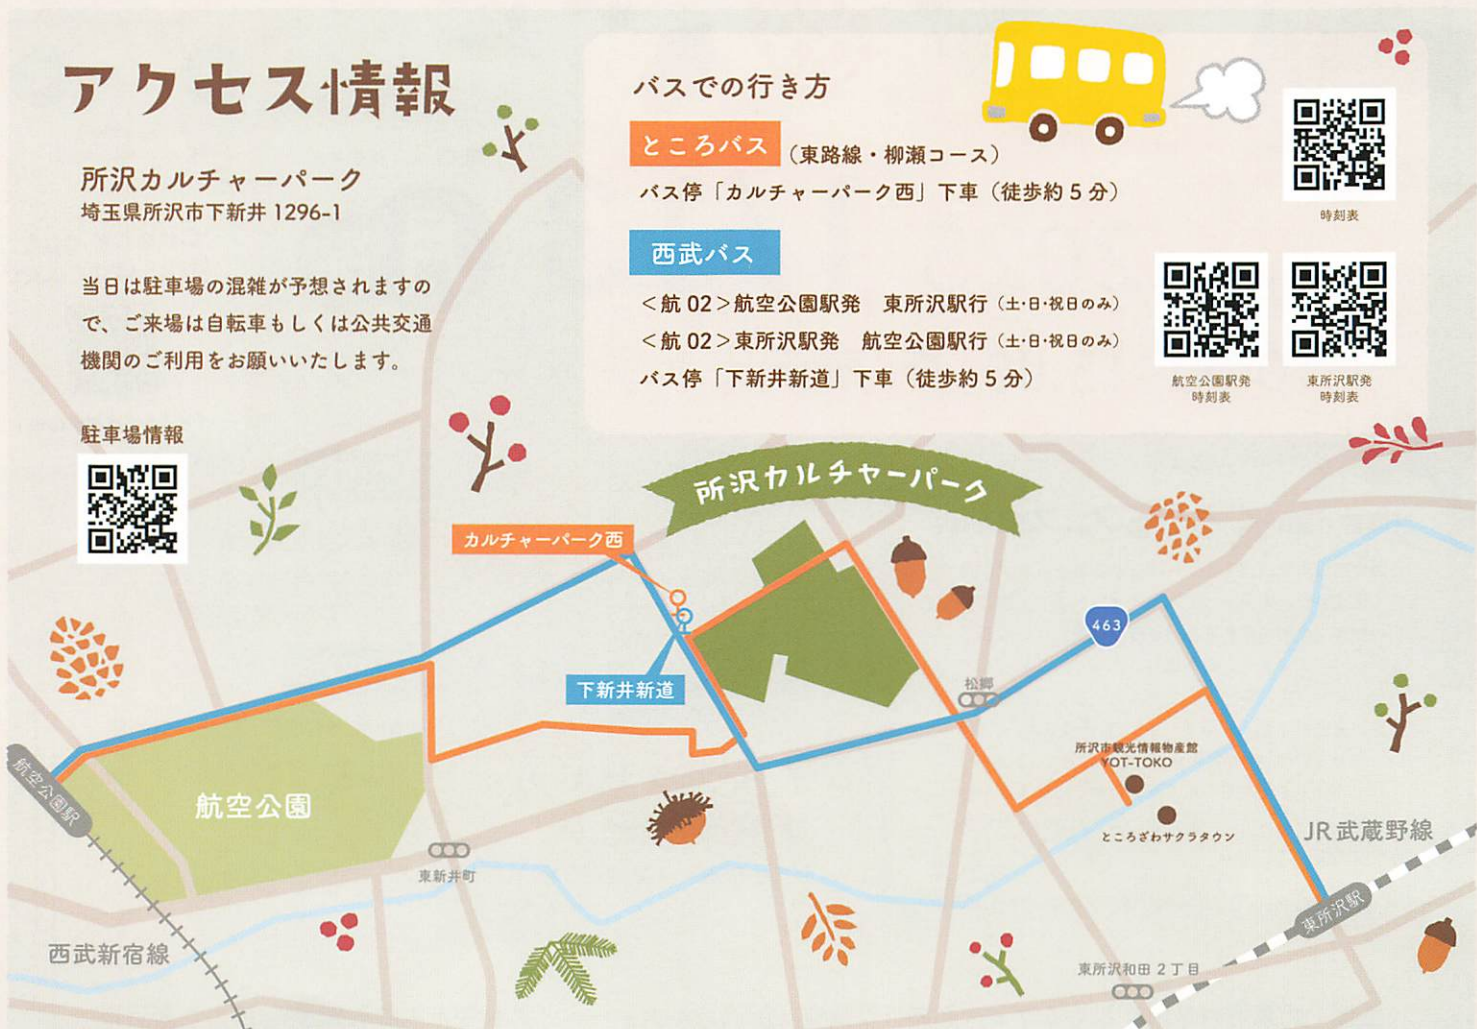 アクセス情報
所沢カルチャーパーク
埼玉県所沢市下新井 1296-1
当日は駐車場の混雑が予想されますの
で、ご来場は自転車もしくは公共交通
機関のご利用をお願いいたします。
駐車場情報
バスでの行き方
ところバス（東路線・柳瀬コース）
バス停「カルチャーパーク西」下車（徒歩約 5 分）
時刻表
西武バス
＜航 02＞航空公園駅発　東所沢駅行（土・日・祝日のみ）
＜航 02＞東所沢駅発　航空公園駅行（土・日・祝日のみ）
バス停「下新井新道」下車（徒歩約 5 分）
航空公園駅発
時刻表
東所沢駅発
時刻表
所沢カルチャーパーク
カルチャーパーク西
463
下新井新道
松郷
所沢市観光情報物産館
YOT-TOKO
航空公園駅
航空公園
ところざわサクラタウン
JR 武蔵野線
東新井町
東所沢駅
西武新宿線
東所沢和田 2 丁目